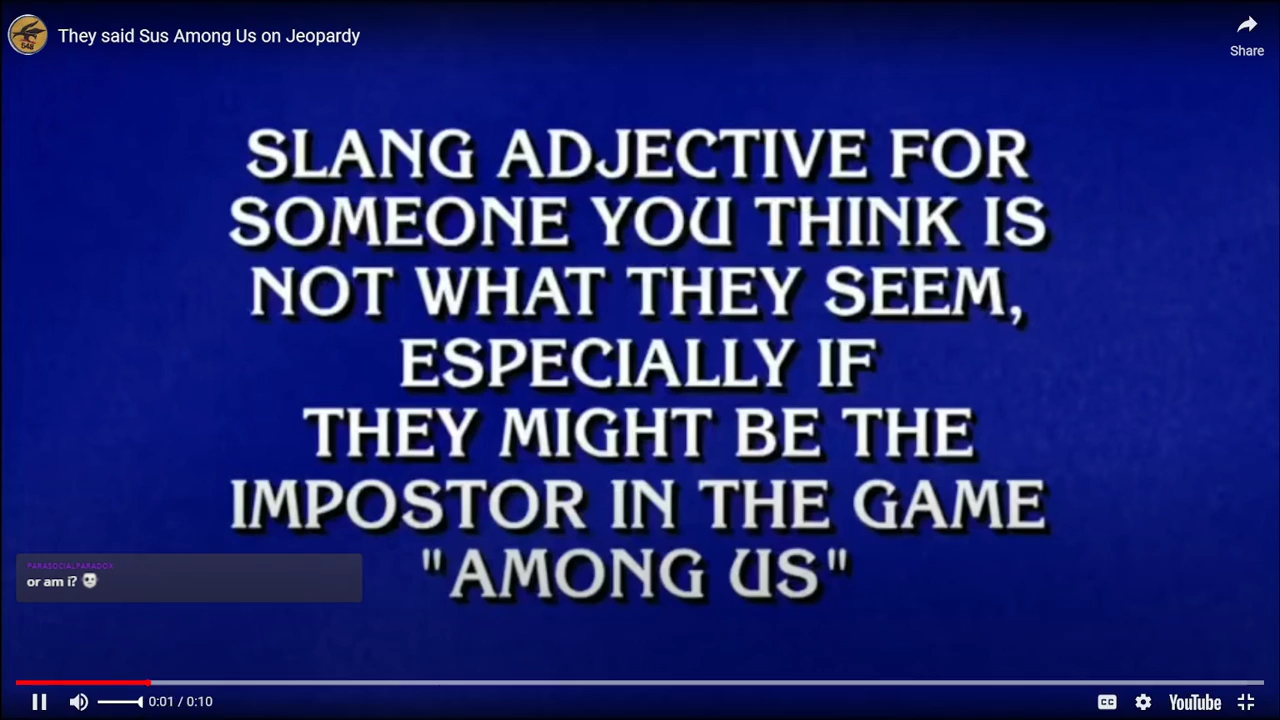 They said Sus Among Us on Jeopardy
Share
SLANG ADJECTIVE FOR
SOMEONE YOU THINK IS
NOT WHAT THEY SEEM,
ESPECIALLY IF
THEY MIGHT BE THE
IMPOSTOR IN THE GAME
"AMONG US"
PARASOCIALPARADOX
or am i?
0:01 / 0:10
CC
YouTube